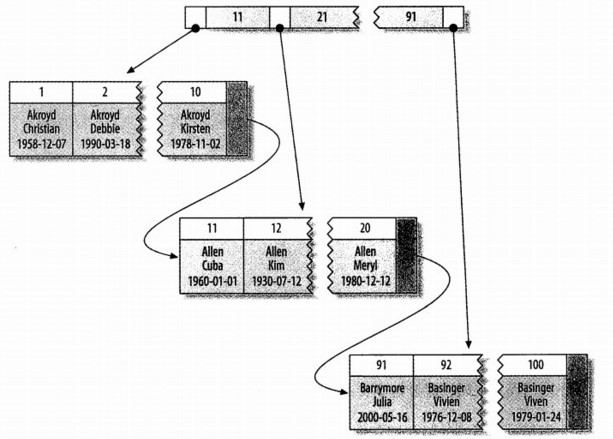 11 21 91
1 2 10
Akroyd Akroyd Akroyd
Christian Debbie Kirsten
1958-12-07 1990-03-18 1978-11-02
11 12 20
Allen Allen Allen
Cuba Kim Meryl
1960-01-01 1930-07-12 1980-12-12
91 92 100
Barrymore Basinger Basinger
Julia Vivien Viven
2000-05-16 1976-12-08 1979-01-24